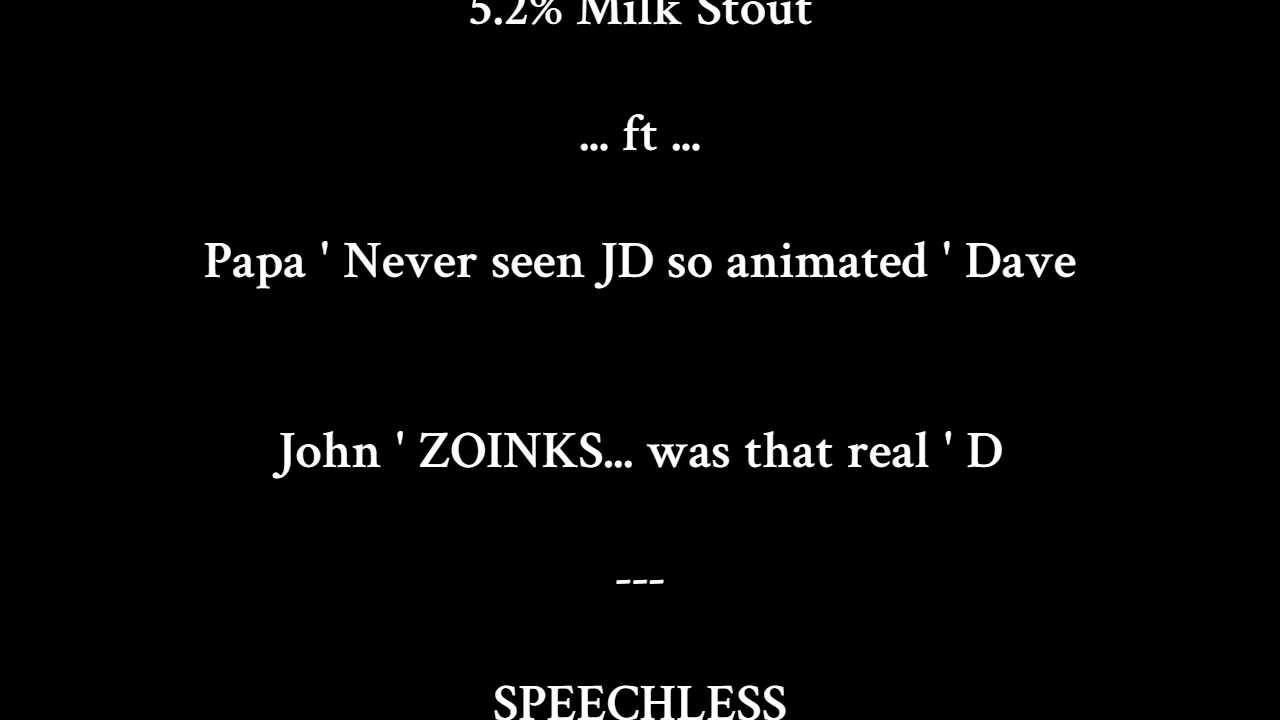 5.2% Milk Stout
... ft ...
Papa ' Never seen JD so animated ' Dave
John ' ZOINKS... was that real ' D
---
SPEECHLESS